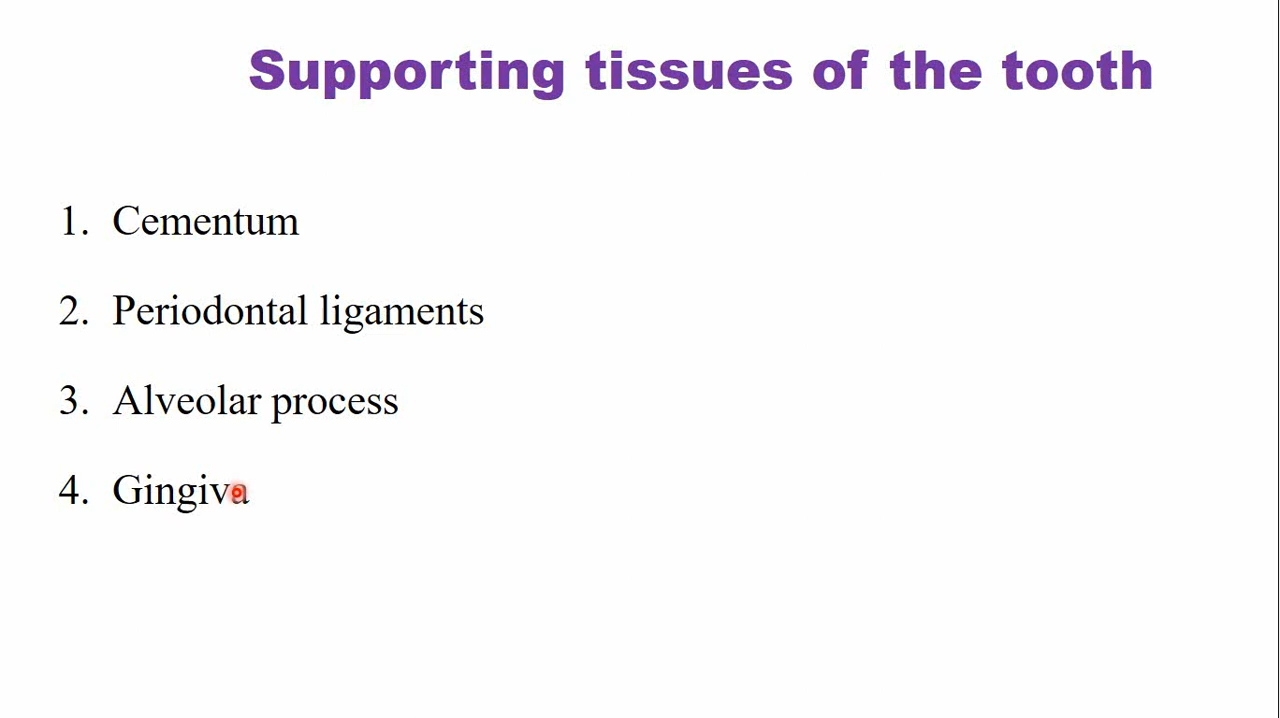 Supporting tissues of the tooth
1. Cementum
2. Periodontal ligaments
3. Alveolar process
4. Gingiva